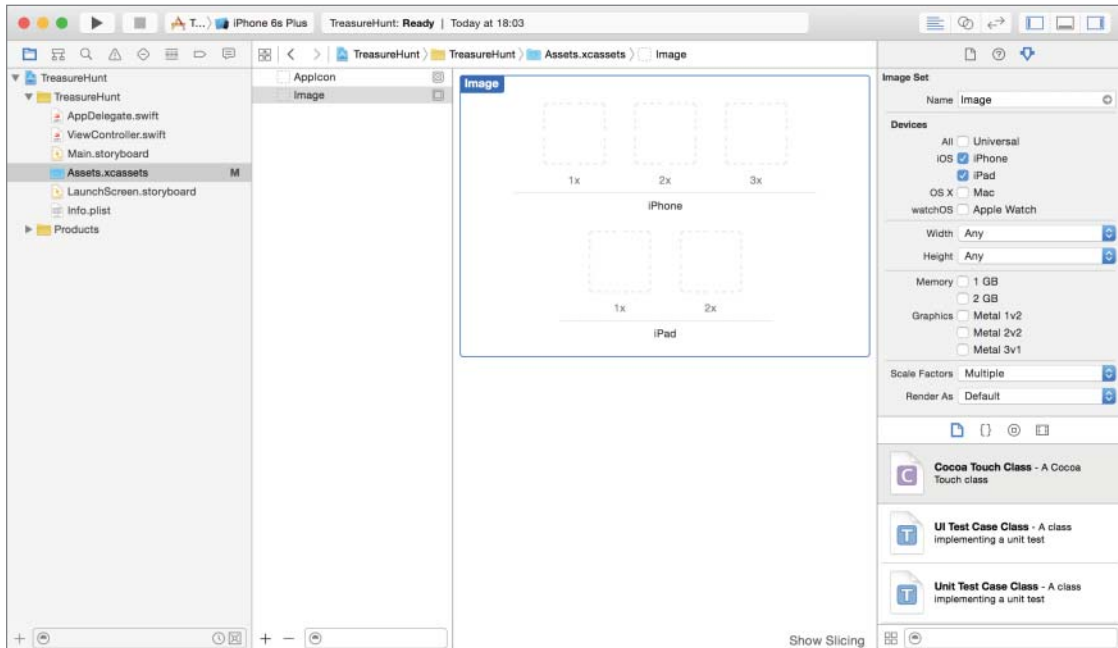 T...) iPhone 6s Plus
TreasureHunt: Ready | Today at 18:03
TreasureHunt
TreasureHunt
AppDelegate.swift
ViewController.swift
Main.storyboard
Assets.xcassets M
LaunchScreen.storyboard
Info.plist
Products
TreasureHunt TreasureHunt Assets.xcassets Image
AppIcon
Image
Image
1x 2x 3x
iPhone
1x 2x
iPad
Show Slicing
Image Set
Name Image
Devices
All Universal
iOS iPhone
iPad
OS X Mac
watchOS Apple Watch
Width Any
Height Any
Memory 1 GB
2 GB
Graphics Metal 1v2
Metal 2v2
Metal 3v1
Scale Factors Multiple
Render As Default
{}
C
Cocoa Touch Class - A Cocoa
Touch class
T
UI Test Case Class - A class
implementing a unit test
T
Unit Test Case Class - A class
implementing a unit test